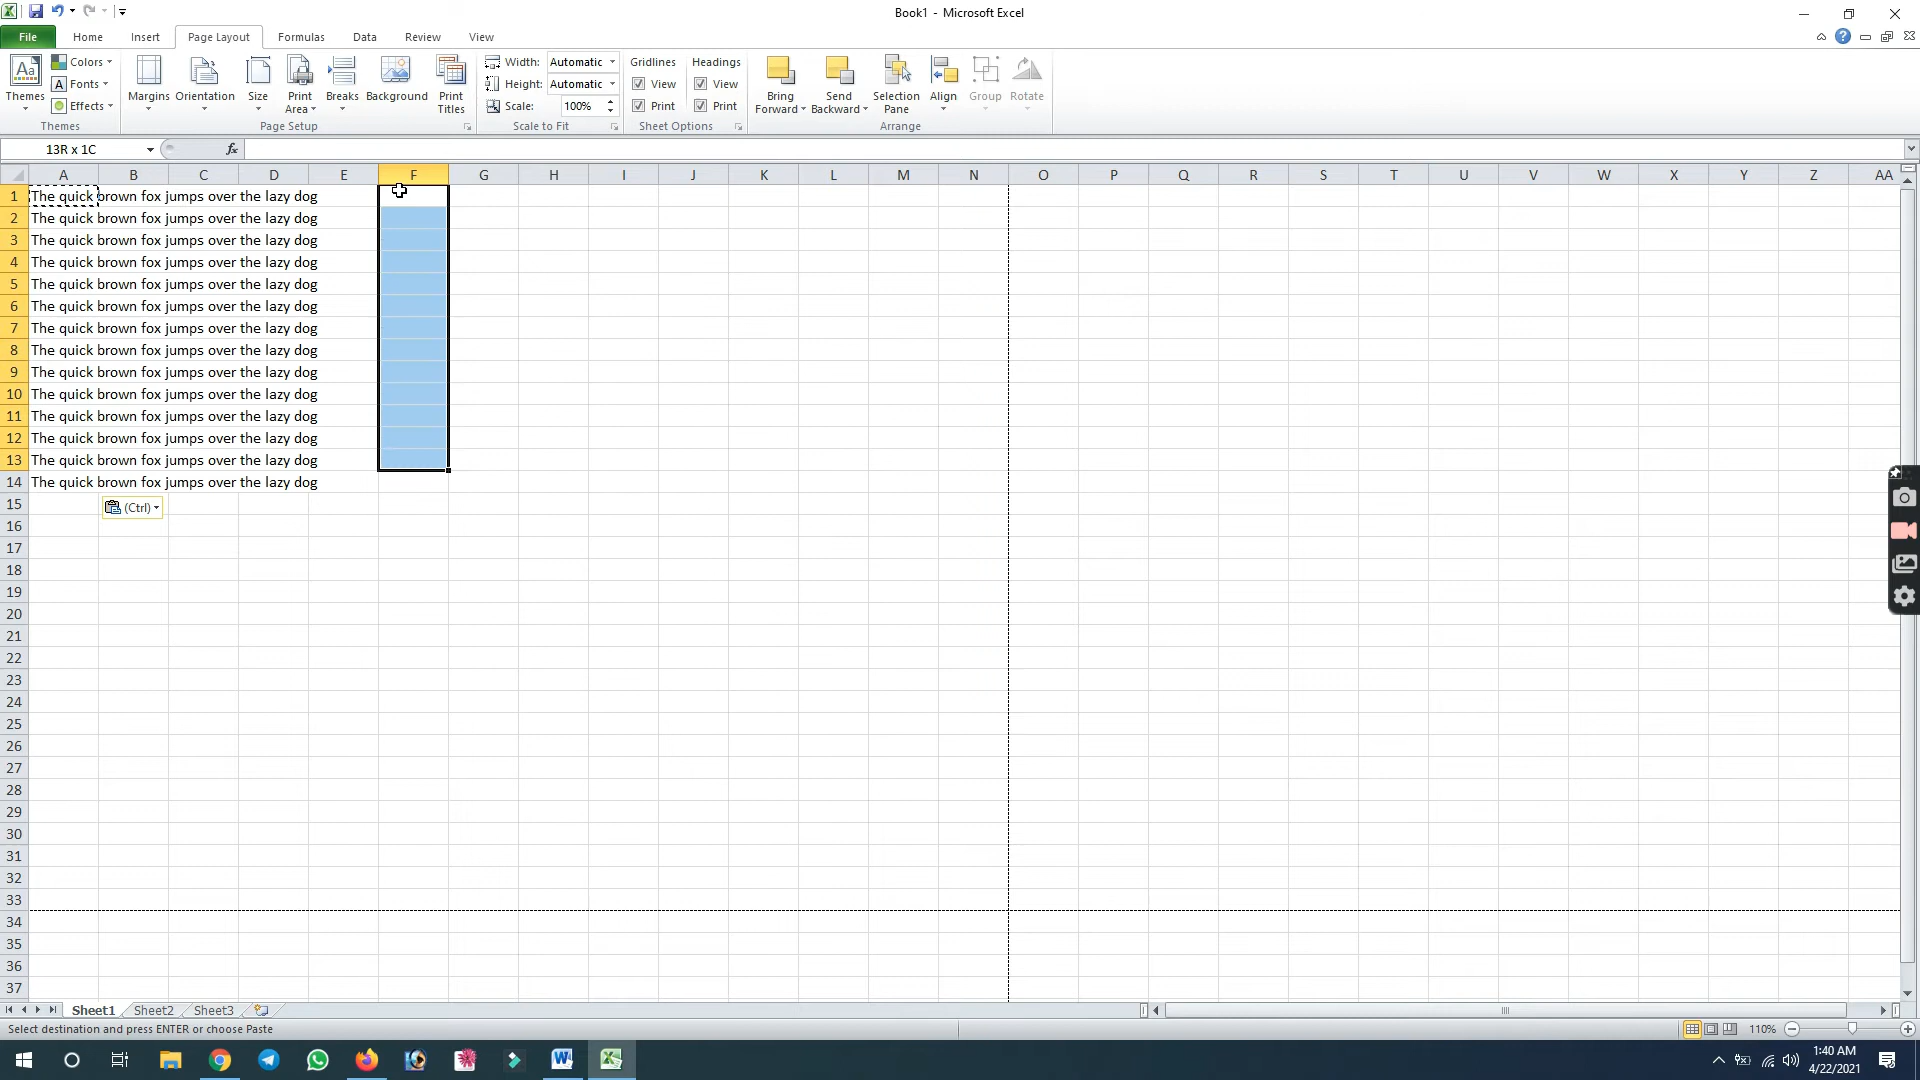 Book1 - Microsoft Excel
File Home Insert Page Layout Formulas Data Review View
Themes Colors Fonts Effects Themes
Margins Orientation Size Print Area Breaks Background Print Titles Page Setup
Width: Automatic
Height: Automatic
Scale: 100%
Scale to Fit
Gridlines Headings
View View
Print Print
Sheet Options
Bring Forward Send Backward Selection Pane Align Group Rotate
Arrange
13R x 1C fx
A B C D E F G H I J K L M N O P Q R S T U V W X Y Z AA
1 The quick brown fox jumps over the lazy dog
2 The quick brown fox jumps over the lazy dog
3 The quick brown fox jumps over the lazy dog
4 The quick brown fox jumps over the lazy dog
5 The quick brown fox jumps over the lazy dog
6 The quick brown fox jumps over the lazy dog
7 The quick brown fox jumps over the lazy dog
8 The quick brown fox jumps over the lazy dog
9 The quick brown fox jumps over the lazy dog
10 The quick brown fox jumps over the lazy dog
11 The quick brown fox jumps over the lazy dog
12 The quick brown fox jumps over the lazy dog
13 The quick brown fox jumps over the lazy dog
14 The quick brown fox jumps over the lazy dog
15 (Ctrl)
16
17
18
19
20
21
22
23
24
25
26
27
28
29
30
31
32
33
34
35
36
37
Sheet1 Sheet2 Sheet3
Select destination and press ENTER or choose Paste 110%
1:40 AM
4/22/2021